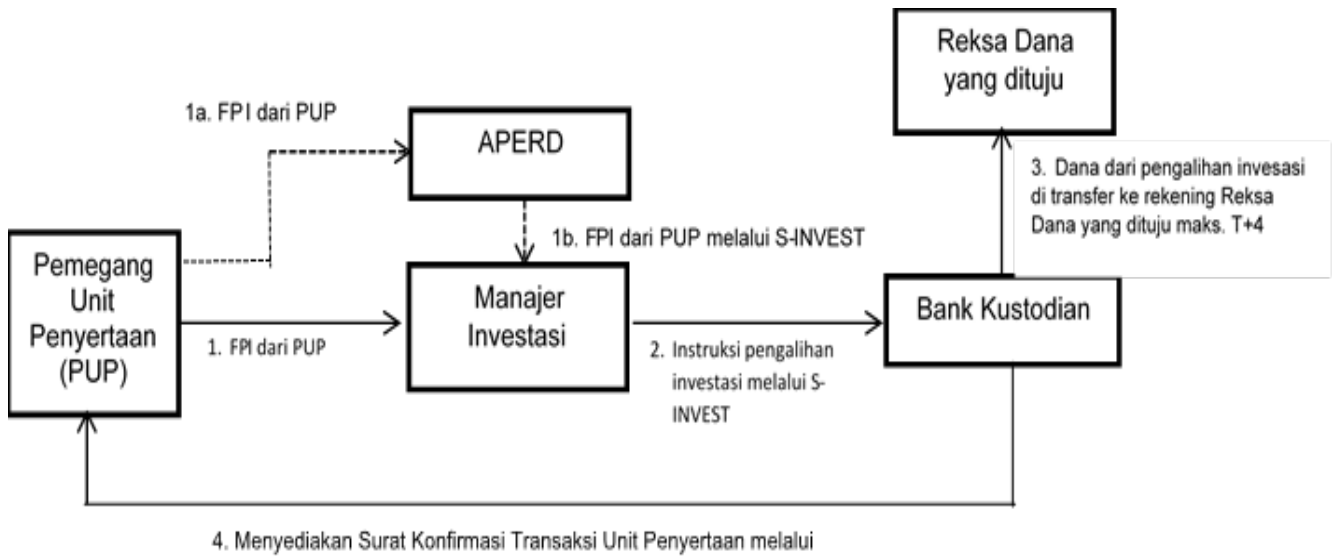 Reksa Dana
yang dituju
1a. FPI dari PUP
APERD
3. Dana dari pengalihan invesasi
di transfer ke rekening Reksa
Dana yang dituju maks. T+4
1b. FPI dari PUP melalui S-INVEST
Pemegang
Unit
Penyertaan
(PUP)
Manajer
Investasi
Bank Kustodian
1. FPI dari PUP
2. Instruksi pengalihan
investasi melalui S-
INVEST
4. Menyediakan Surat Konfirmasi Transaksi Unit Penyertaan melalui